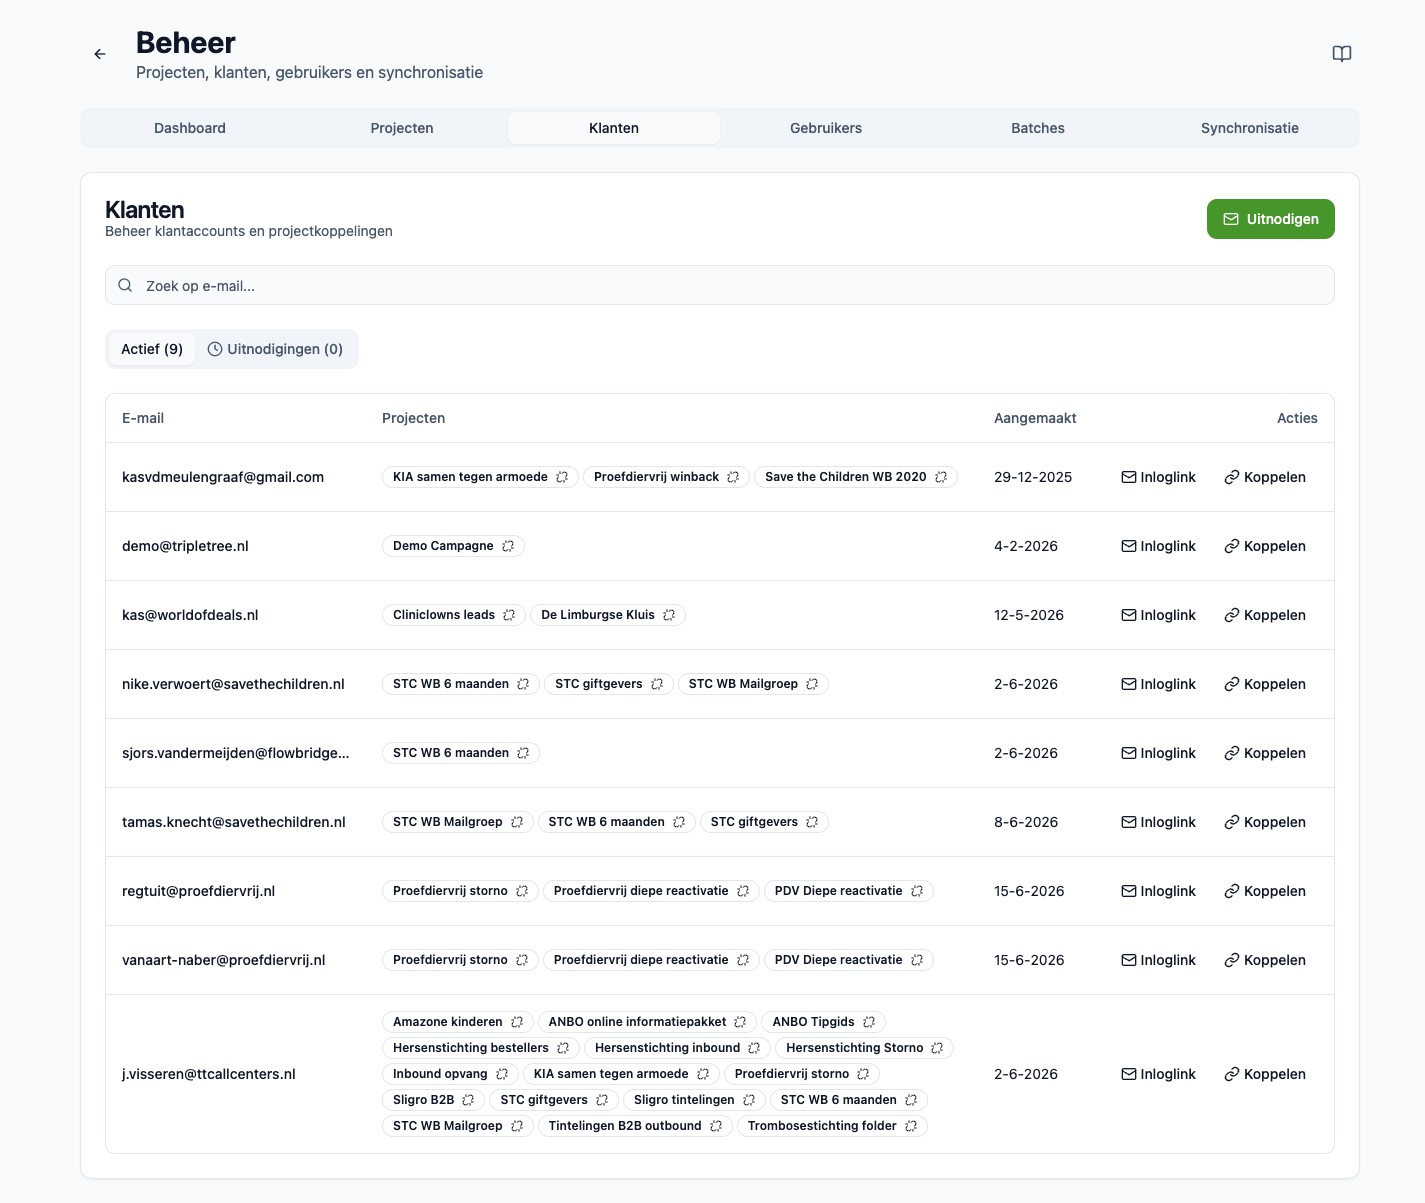 Beheer
Projecten, klanten, gebruikers en synchronisatie
Dashboard Projecten Klanten Gebruikers Batches Synchronisatie
Klanten
Beheer klantaccounts en projectkoppelingen
Uitnodigen
Zoek op e-mail...
Actief (9) Uitnodigingen (0)
E-mail Projecten Aangemaakt Acties
kasvdmeulengraaf@gmail.com KIA samen tegen armoede Proefdiervrij winback Save the Children WB 2020 29-12-2025 Inloglink Koppelen
demo@tripletree.nl Demo Campagne 4-2-2026 Inloglink Koppelen
kas@worldofdeals.nl Cliniclowns leads De Limburgse Kluis 12-5-2026 Inloglink Koppelen
nike.verwoert@savethechildren.nl STC WB 6 maanden STC giftgevers STC WB Mailgroep 2-6-2026 Inloglink Koppelen
sjors.vandermeijden@flowbridge... STC WB 6 maanden 2-6-2026 Inloglink Koppelen
tamas.knecht@savethechildren.nl STC WB Mailgroep STC WB 6 maanden STC giftgevers 8-6-2026 Inloglink Koppelen
regtuit@proefdiervrij.nl Proefdiervrij storno Proefdiervrij diepe reactivatie PDV Diepe reactivatie 15-6-2026 Inloglink Koppelen
vanaart-naber@proefdiervrij.nl Proefdiervrij storno Proefdiervrij diepe reactivatie PDV Diepe reactivatie 15-6-2026 Inloglink Koppelen
Amazone kinderen ANBO online informatiepakket ANBO Tipgids
Hersenstichting bestellers Hersenstichting inbound Hersenstichting Storno
j.visseren@ttcallcenters.nl Inbound opvang KIA samen tegen armoede Proefdiervrij storno 2-6-2026 Inloglink Koppelen
Sligro B2B STC giftgevers Sligro tintelingen STC WB 6 maanden
STC WB Mailgroep Tintelingen B2B outbound Trombosestichting folder